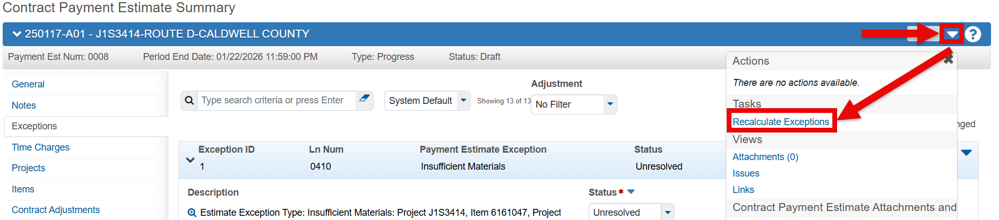 Contract Payment Estimate Summary
250117-A01 - J1S3414-ROUTE D-CALDWELL COUNTY
?
Payment Est Num: 0008 Period End Date: 01/22/2026 11:59:00 PM Type: Progress Status: Draft
General
Notes
Exceptions
Time Charges
Projects
Items
Contract Adjustments
Type search criteria or press Enter
System Default
Showing 13 of 13
Adjustment
No Filter
nged
Exception ID Ln Num Payment Estimate Exception Status
1 0410 Insufficient Materials Unresolved
Description Status*
Estimate Exception Type: Insufficient Materials: Project J1S3414, Item 6161047, Project
Unresolved
Actions
There are no actions available.
Tasks
Recalculate Exceptions
Views
Attachments (0)
Issues
Links
Contract Payment Estimate Attachments and